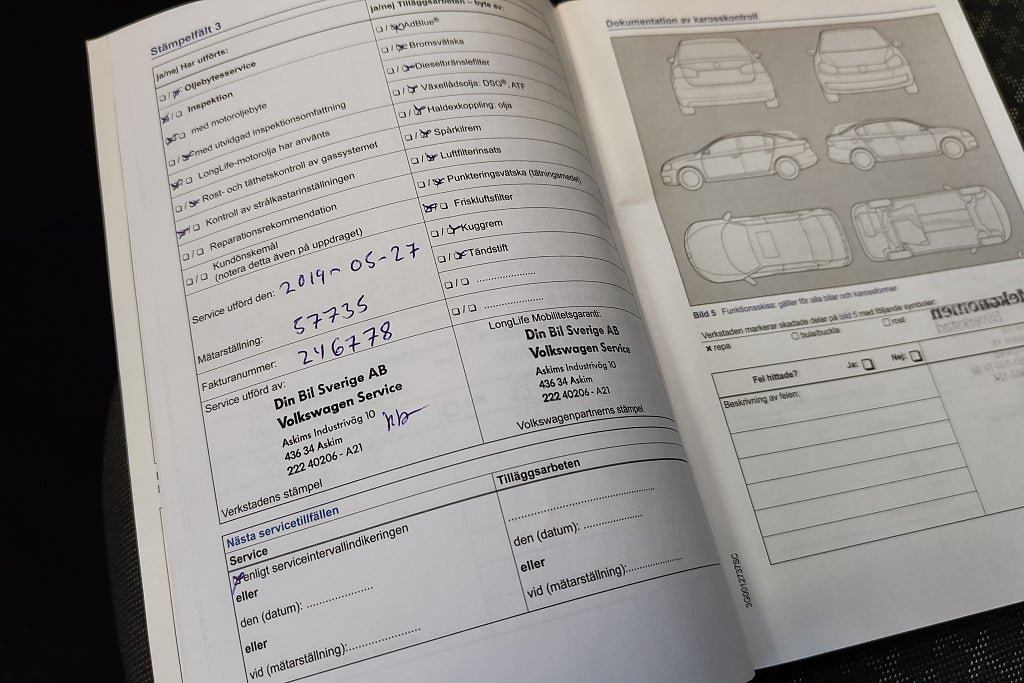 Stämpelfält 3
ja/nej Har utförts:
Oljebytesservice
Inspektion
med motoroljebyte
med utvidgad inspektionsomfattning
LongLife-motorolja har använts
Rost- och täthetskontroll av gassystemet
Kontroll av strålkastarinställningen
Reparationsrekommendation
Kundönskemål
(notera detta även på uppdraget)
ja/nej Tilläggsarbeten – byte av:
AdBlue®
Bromsvätska
Dieselbränslefilter
Växellådsolja: DSG®, ATF
Haldexkoppling: olja
Spårkilrem
Luftfilterinsats
Punkteringsvätska (tätningsmedel)
Friskluftsfilter
Kuggrem
Tändstift
Service utförd den: 2019-05-27
Mätarställning: 57735
Fakturanummer: 246778
Service utförd av:
Din Bil Sverige AB
Volkswagen Service
Askims Industriväg 10
436 34 Askim
222 40206 - A21
Verkstadens stämpel
LongLife Mobilitetsgaranti:
Din Bil Sverige AB
Volkswagen Service
Askims Industriväg 10
436 34 Askim
222 40206 - A21
Volkswagenpartnerns stämpel
Nästa servicetillfällen
Service
enligt serviceintervallindikeringen
eller
den (datum): ..................
eller
vid (mätarställning):..................
Tilläggsarbeten
den (datum): ................
eller
vid (mätarställning):................
Dokumentation av karosskontroll
Bild 5 Funktionsskiss: gäller för alla bilar och karossformer
Verkstaden markerar skadade delar på bild 5 med följande symboler:
x repa
bula/buckla
rost
Fel hittade?
Ja:
Nej:
Beskrivning av felen:
3G0012737SC